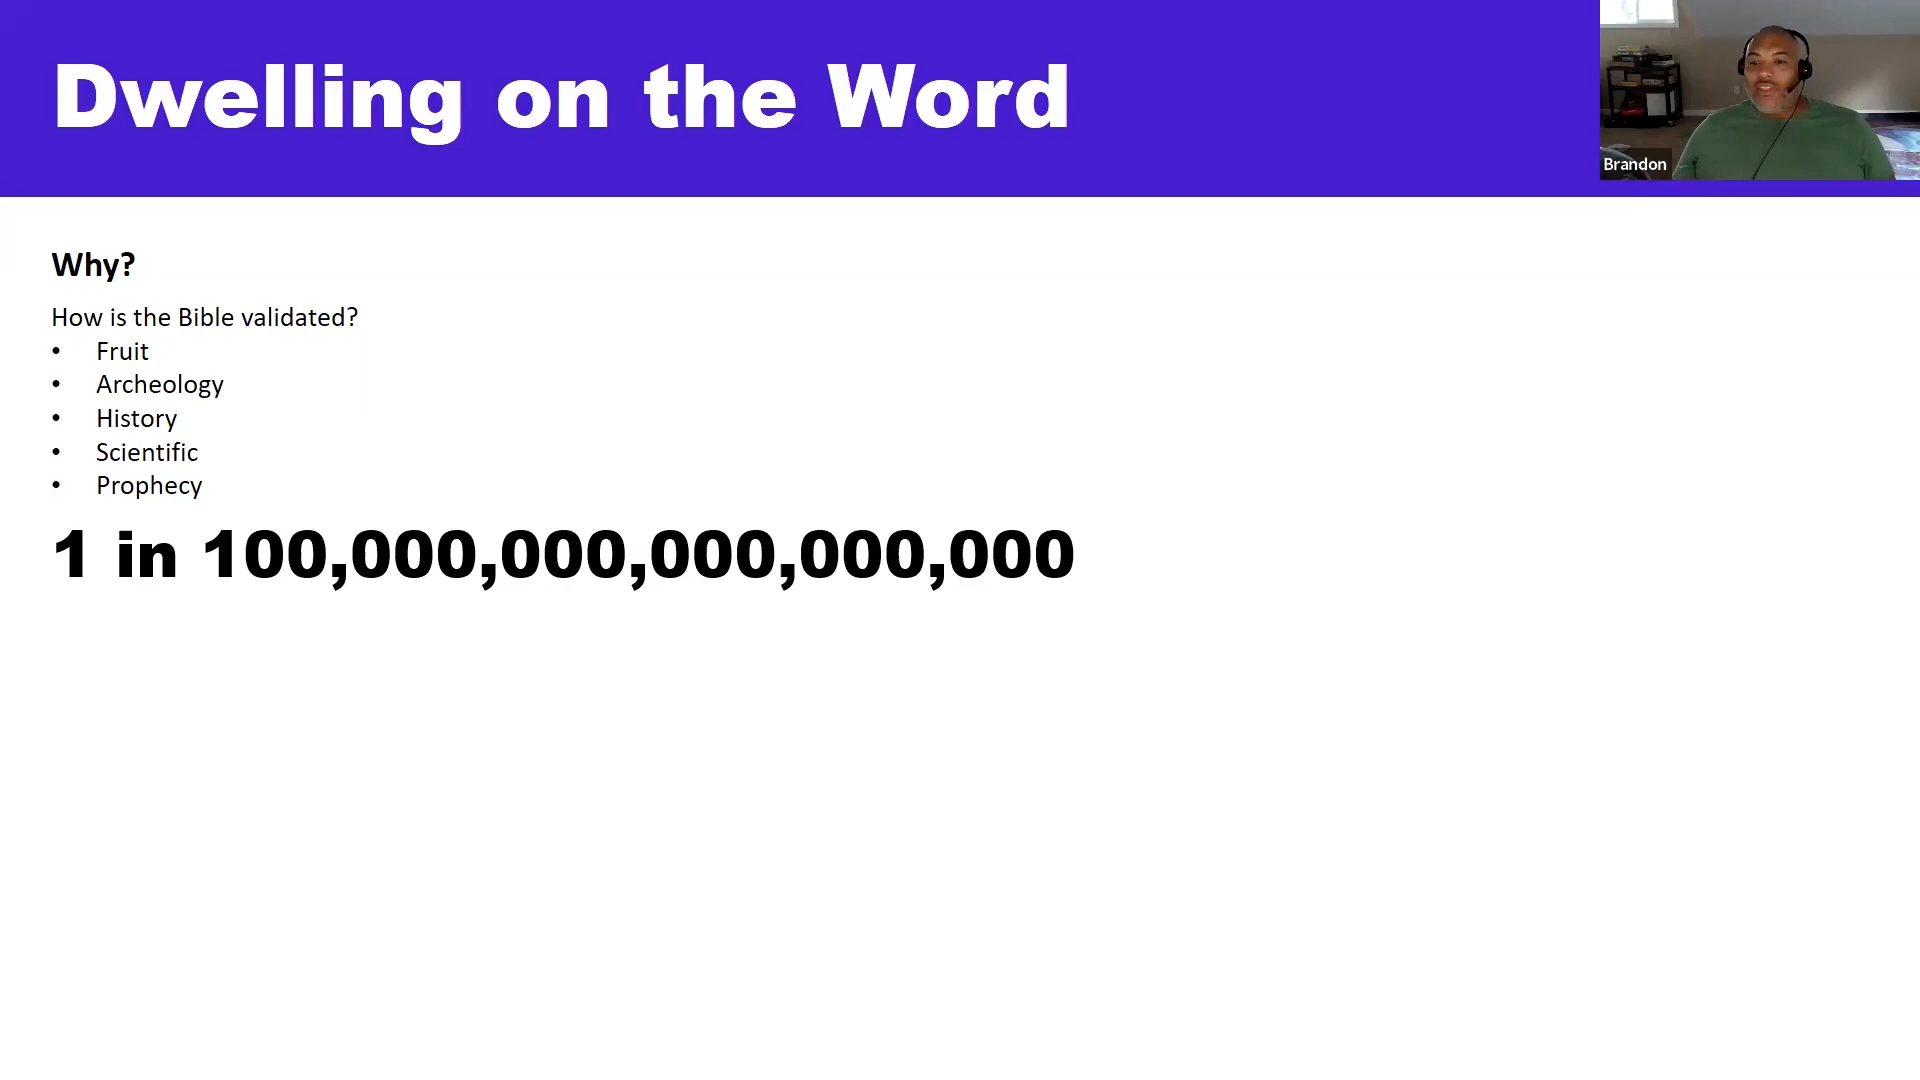 Dwelling on the Word
Brandon
Why?
How is the Bible validated?
• Fruit
• Archeology
• History
• Scientific
• Prophecy
1 in 100,000,000,000,000,000